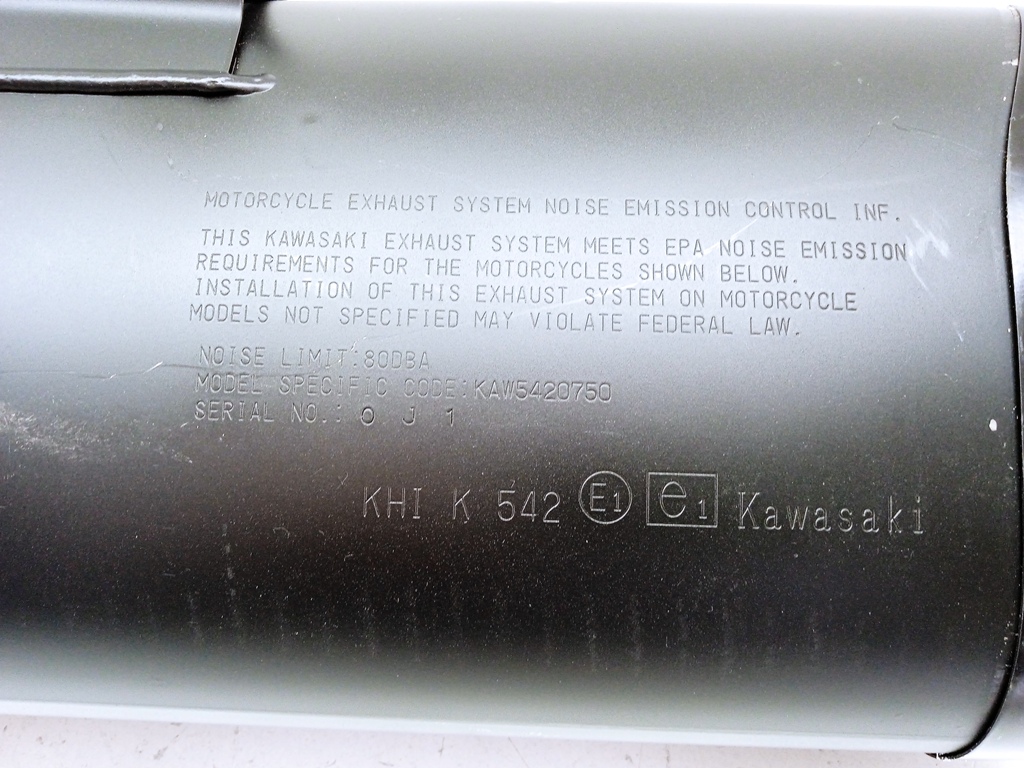 MOTORCYCLE EXHAUST SYSTEM NOISE EMISSION CONTROL INF.
THIS KAWASAKI EXHAUST SYSTEM MEETS EPA NOISE EMISSION
REQUIREMENTS FOR THE MOTORCYCLES SHOWN BELOW.
INSTALLATION OF THIS EXHAUST SYSTEM ON MOTORCYCLE
MODELS NOT SPECIFIED MAY VIOLATE FEDERAL LAW.
NOISE LIMIT:80DBA
MODEL SPECIFIC CODE:KAW5420750
SERIAL NO.: O J 1
KHI K 542 E1 e1 Kawasaki